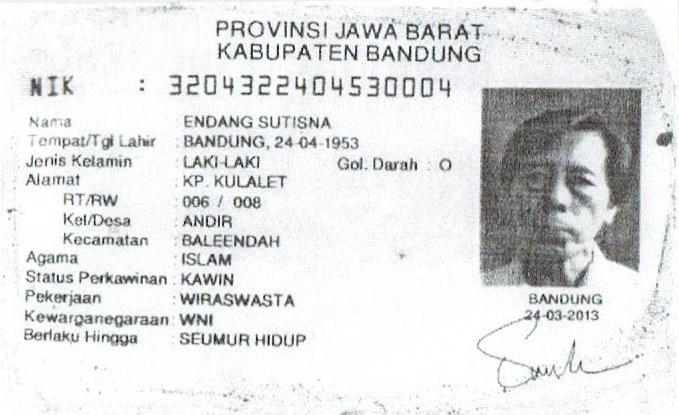 PROVINSI JAWA BARAT
KABUPATEN BANDUNG
NIK : 3204322404530004
Nama : ENDANG SUTISNA
Tempat/Tgl Lahir : BANDUNG, 24-04-1953
Jenis Kelamin : LAKI-LAKI Gol. Darah : O
Alamat : KP. KULALET
RT/RW : 006 / 008
Kel/Desa : ANDIR
Kecamatan : BALEENDAH
Agama : ISLAM
Status Perkawinan : KAWIN
Pekerjaan : WIRASWASTA
Kewarganegaraan : WNI
Berlaku Hingga : SEUMUR HIDUP
BANDUNG
24-03-2013